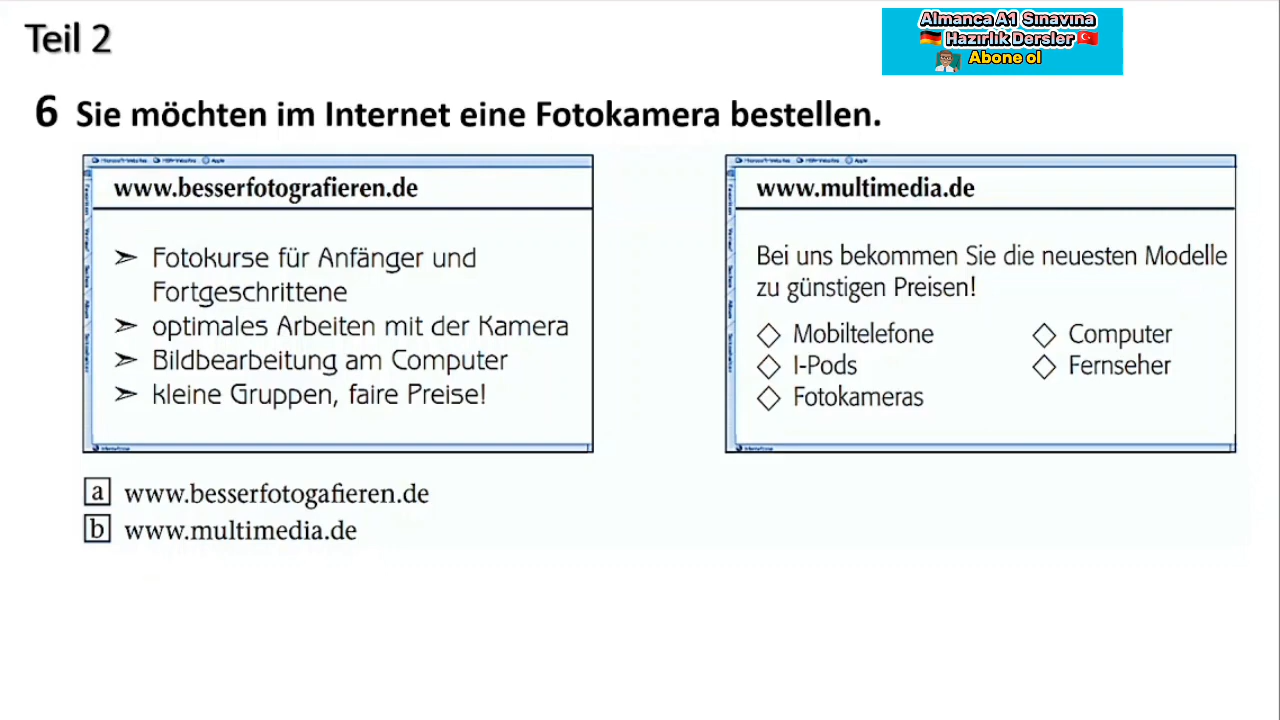 Teil 2
Almanca A1 Sınavına
Hazırlık Dersler
Abone ol
6 Sie möchten im Internet eine Fotokamera bestellen.
www.besserfotografieren.de
➢ Fotokurse für Anfänger und
Fortgeschrittene
➢ optimales Arbeiten mit der Kamera
➢ Bildbearbeitung am Computer
➢ kleine Gruppen, faire Preise!
Apple
www.multimedia.de
Bei uns bekommen Sie die neuesten Modelle
zu günstigen Preisen!
◇ Mobiltelefone
◇ I-Pods
◇ Fotokameras
◇ Computer
◇ Fernseher
a www.besserfotogafieren.de
b www.multimedia.de